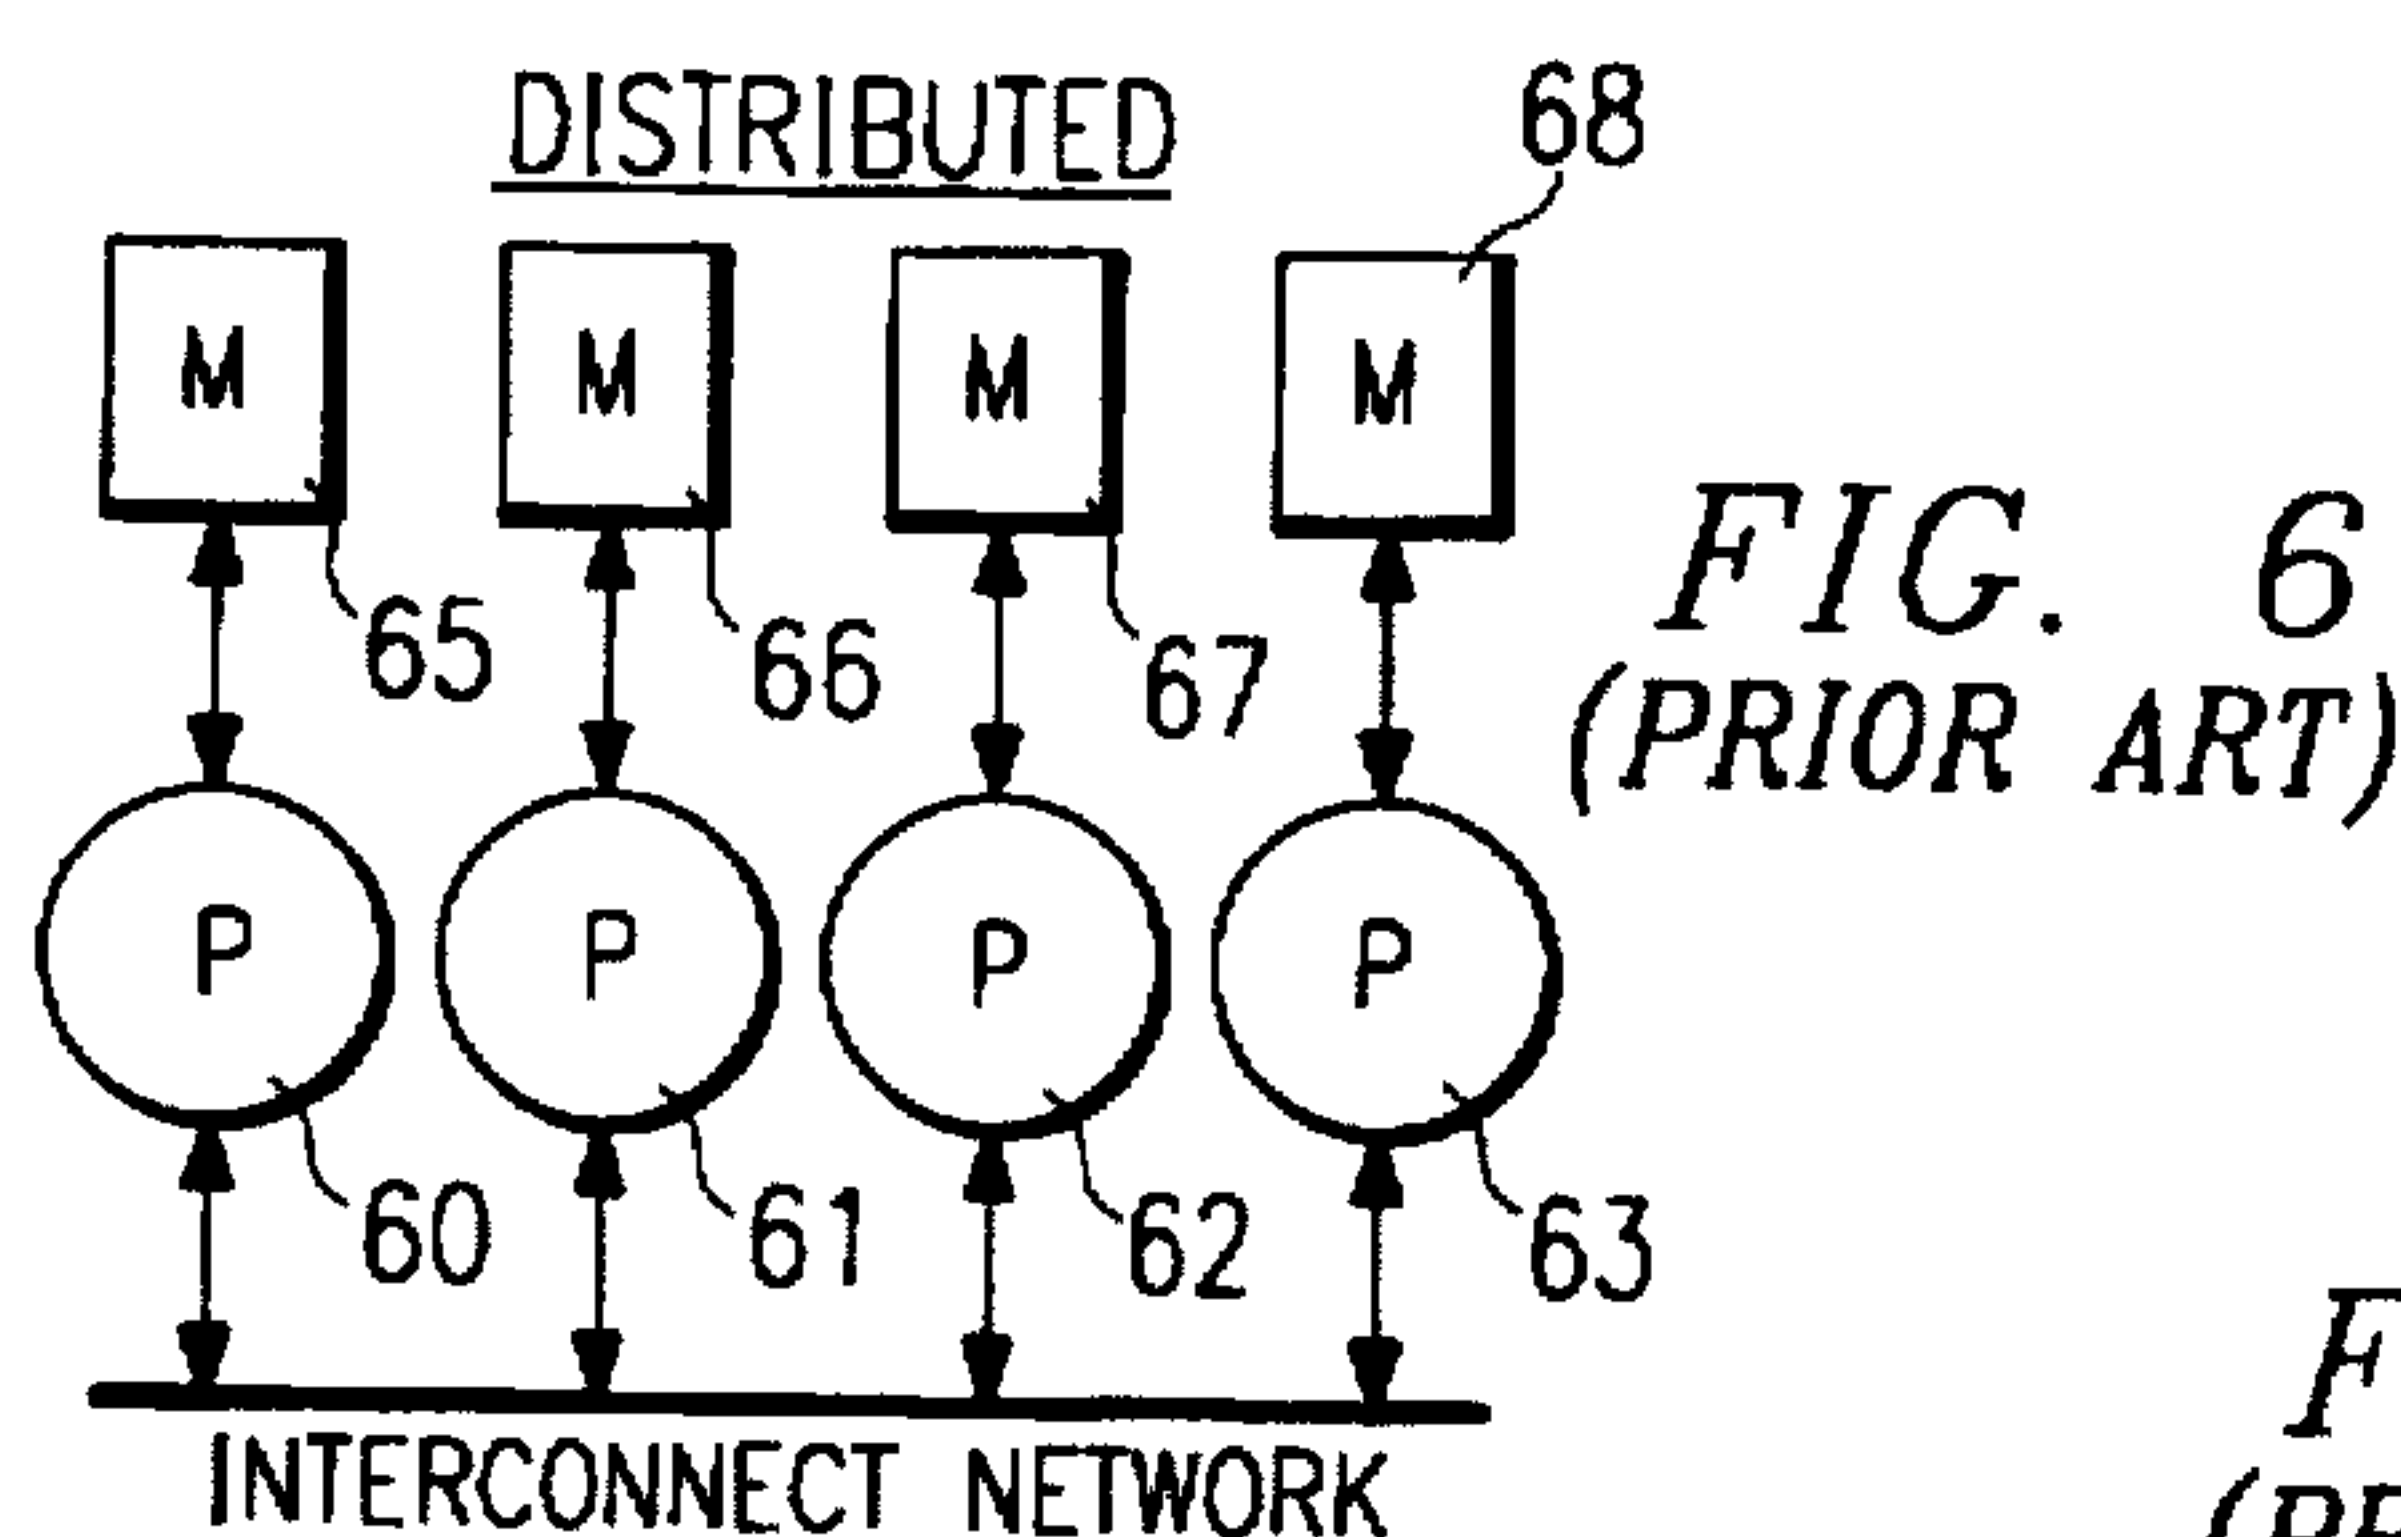 DISTRIBUTED
68
M M M M
FIG. 6
(PRIOR ART)
65 66 67
P P P P
60 61 62 63
INTERCONNECT NETWORK
F